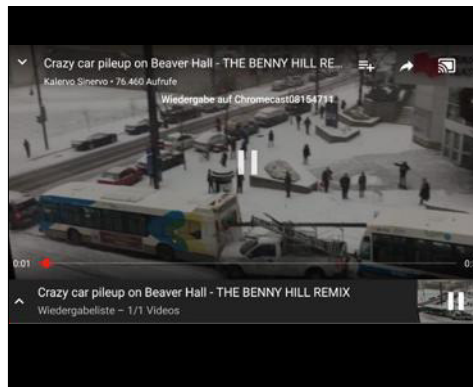 Crazy car pileup on Beaver Hall - THE BENNY HILL RE...
Kalervo Sinervo • 76.460 Aufrufe
Wiedergabe auf Chromecast08154711
0:01
0:
Crazy car pileup on Beaver Hall - THE BENNY HILL REMIX
Wiedergabeliste – 1/1 Videos